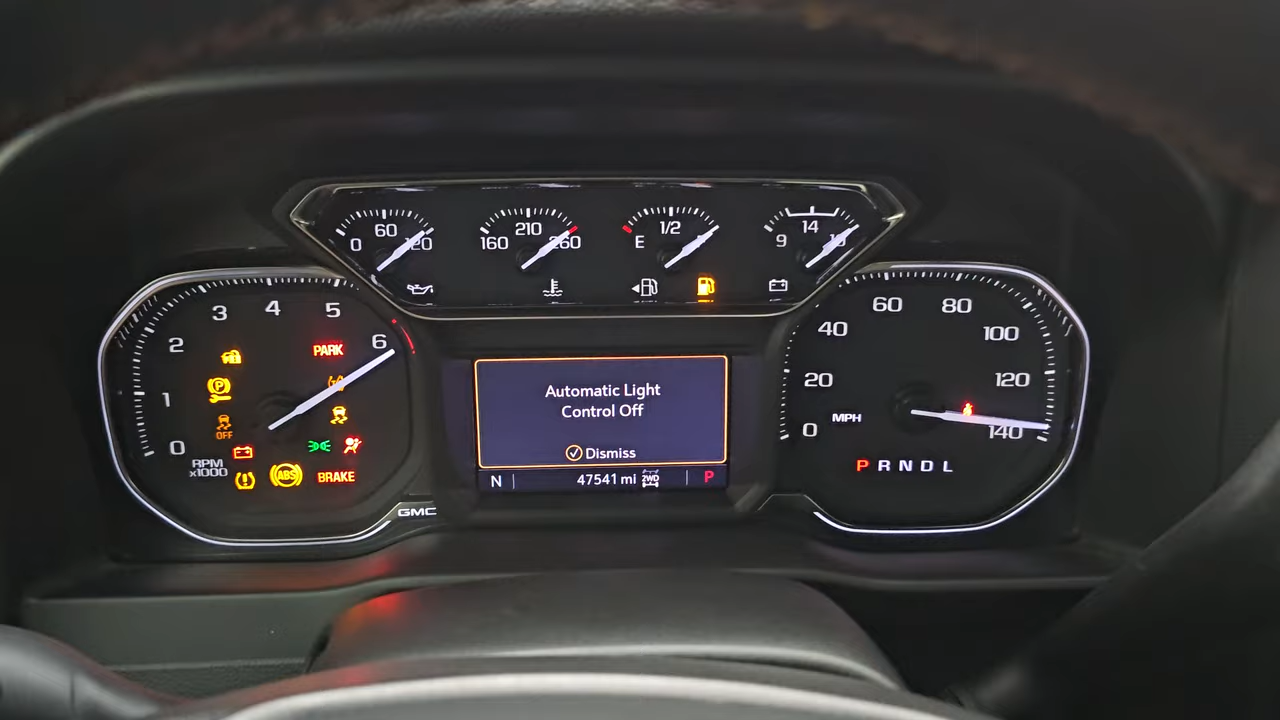 0 60 120
160 210 260
E 1/2
9 14 19
0 1 2 3 4 5 6
RPM
x1000
PARK
OFF
ABS
BRAKE
GMC
Automatic Light
Control Off
Dismiss
N 47541 mi 2WD P
0 20 40 60 80 100 120 140
MPH
P R N D L